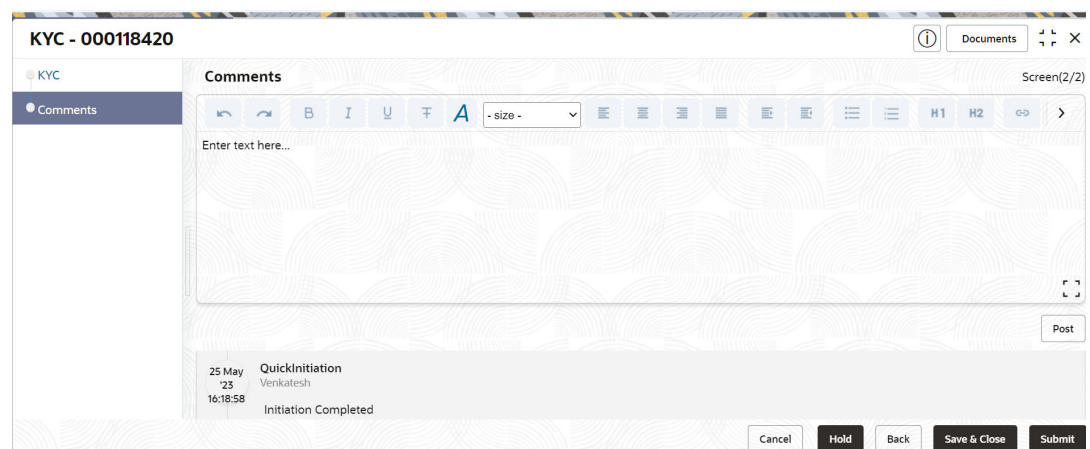 KYC - 000118420
Documents
KYC
Comments
Comments
Screen(2/2)
B I U T A - size - H1 H2
Enter text here...
Post
25 May
'23
16:18:58
QuickInitiation
Venkatesh
Initiation Completed
Cancel Hold Back Save & Close Submit